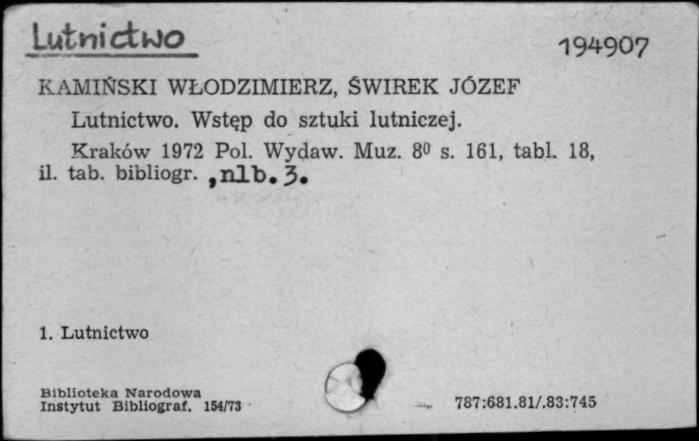 Lutnictwo
194907
KAMIŃSKI WŁODZIMIERZ, ŚWIREK JÓZEF
Lutnictwo. Wstęp do sztuki lutniczej.
Kraków 1972 Pol. Wydaw. Muz. 8⁰ s. 161, tabl. 18,
il. tab. bibliogr. , nlb. 3.
1. Lutnictwo
Biblioteka Narodowa
Instytut Bibliograf. 154/73
787:681.81/.83:745